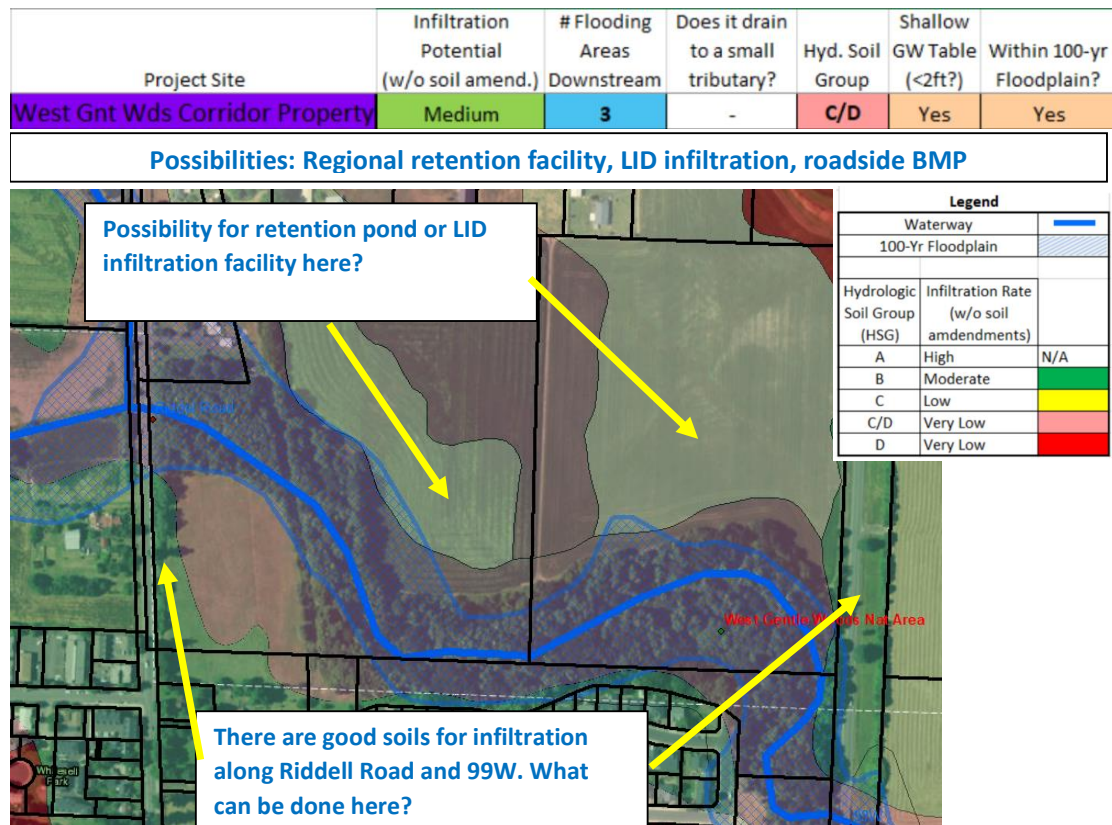 Infiltration # Flooding Does it drain Shallow
Potential Areas to a small Hyd. Soil GW Table Within 100-yr
Project Site (w/o soil amend.) Downstream tributary? Group (<2ft?) Floodplain?
West Gnt Wds Corridor Property Medium 3 - C/D Yes Yes
Possibilities: Regional retention facility, LID infiltration, roadside BMP
Possibility for retention pond or LID
infiltration facility here?
Legend
Waterway
100-Yr Floodplain
Hydrologic Infiltration Rate
Soil Group (w/o soil
(HSG) amdendments)
A High N/A
B Moderate
C Low
C/D Very Low
D Very Low
Road
West Gentle Woods Nat Area
There are good soils for infiltration
along Riddell Road and 99W. What
can be done here?
Park